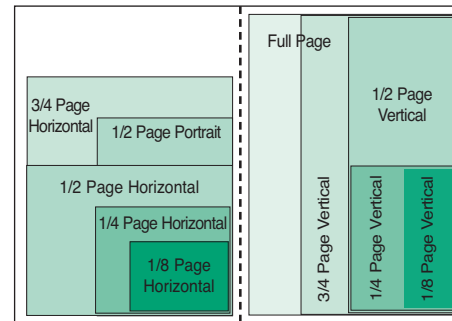 3/4 Page
Horizontal
1/2 Page Portrait
1/2 Page Horizontal
1/4 Page Horizontal
1/8 Page
Horizontal
Full Page
1/2 Page
Vertical
3/4 Page Vertical
1/4 Page Vertical
1/8 Page Vertical